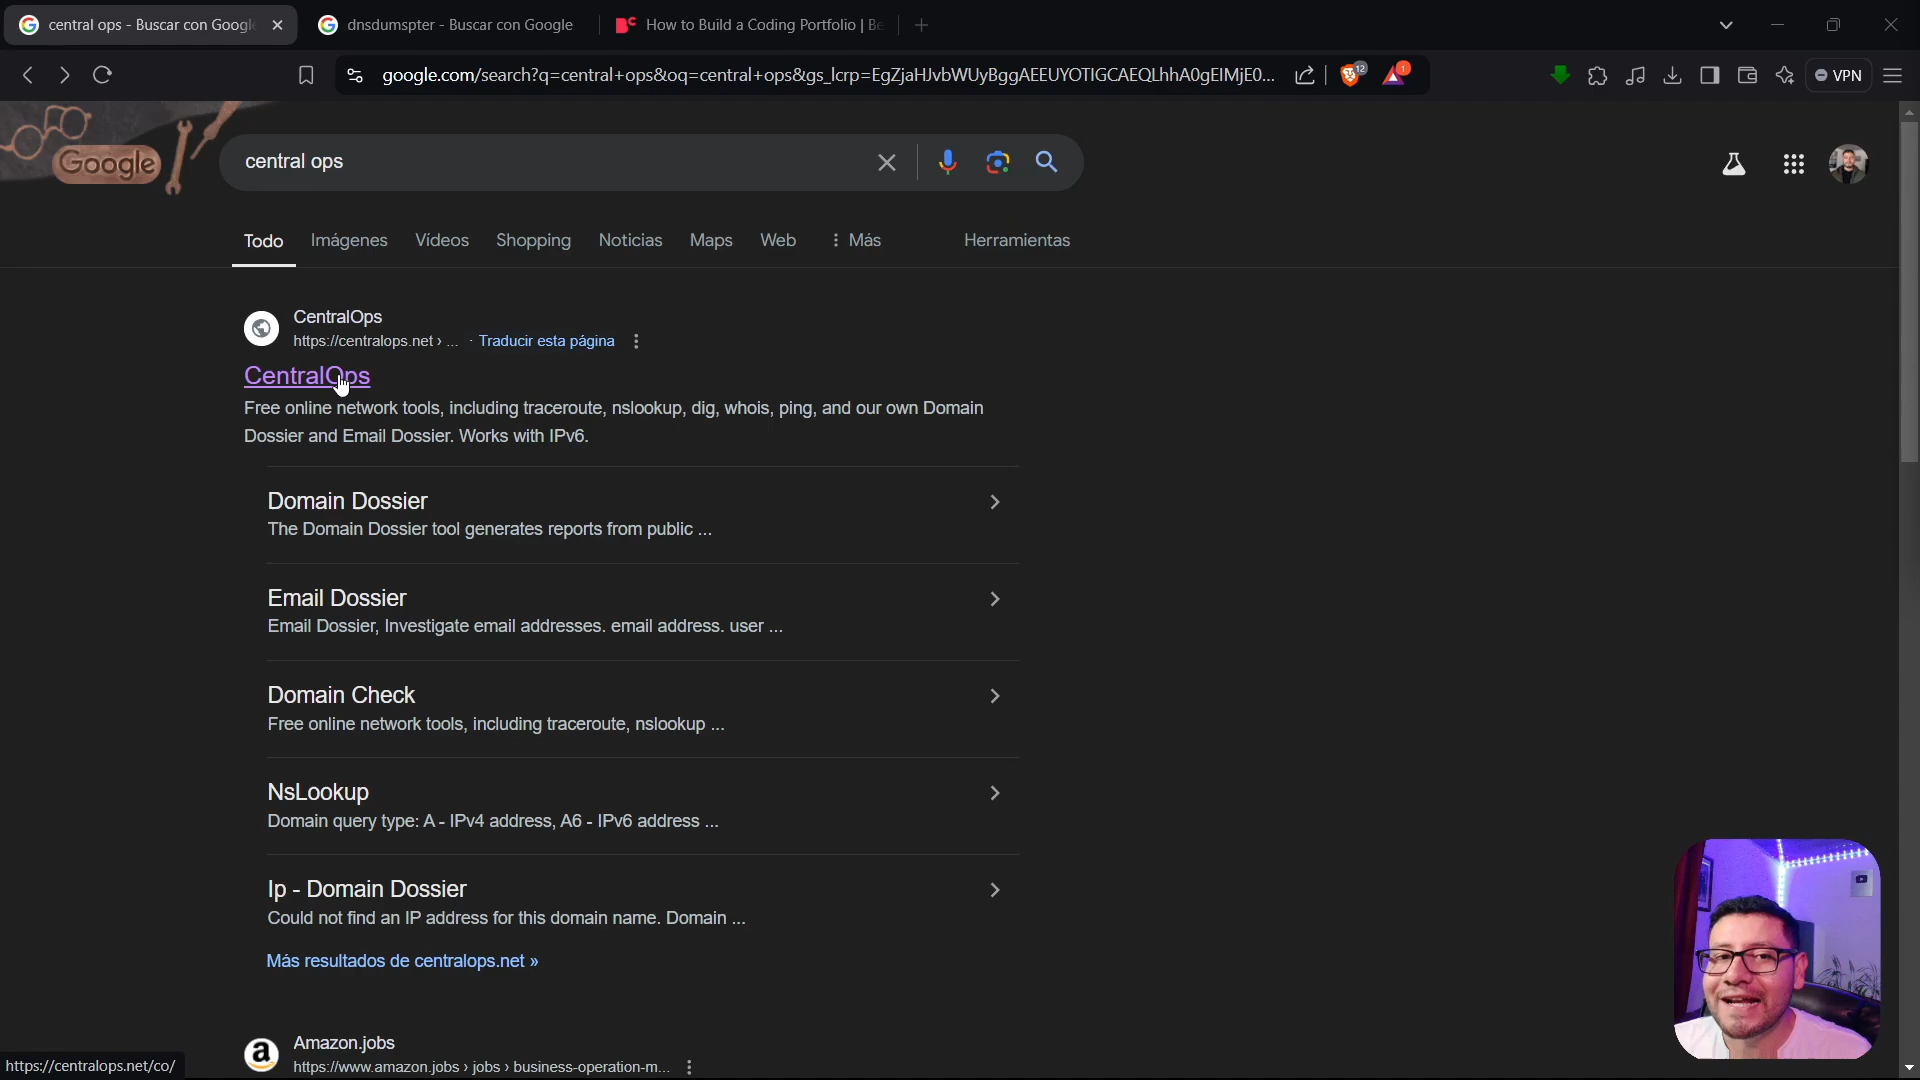 central ops - Buscar con Google
dnsdumspter - Buscar con Google
How to Build a Coding Portfolio | Be
google.com/search?q=central+ops&oq=central+ops&gs_lcrp=EgZjaHJvbWUyBggAEEUYOTIGCAEQLhhA0gEIMjE0...
12
1
VPN
Google
central ops
Todo
Imágenes
Vídeos
Shopping
Noticias
Maps
Web
Más
Herramientas
CentralOps
https://centralops.net › ... · Traducir esta página
CentralOps
Free online network tools, including traceroute, nslookup, dig, whois, ping, and our own Domain
Dossier and Email Dossier. Works with IPv6.
Domain Dossier
The Domain Dossier tool generates reports from public ...
Email Dossier
Email Dossier, Investigate email addresses. email address. user ...
Domain Check
Free online network tools, including traceroute, nslookup ...
NsLookup
Domain query type: A - IPv4 address, A6 - IPv6 address ...
Ip - Domain Dossier
Could not find an IP address for this domain name. Domain ...
Más resultados de centralops.net »
Amazon.jobs
https://www.amazon.jobs › jobs › business-operation-m...
https://centralops.net/co/